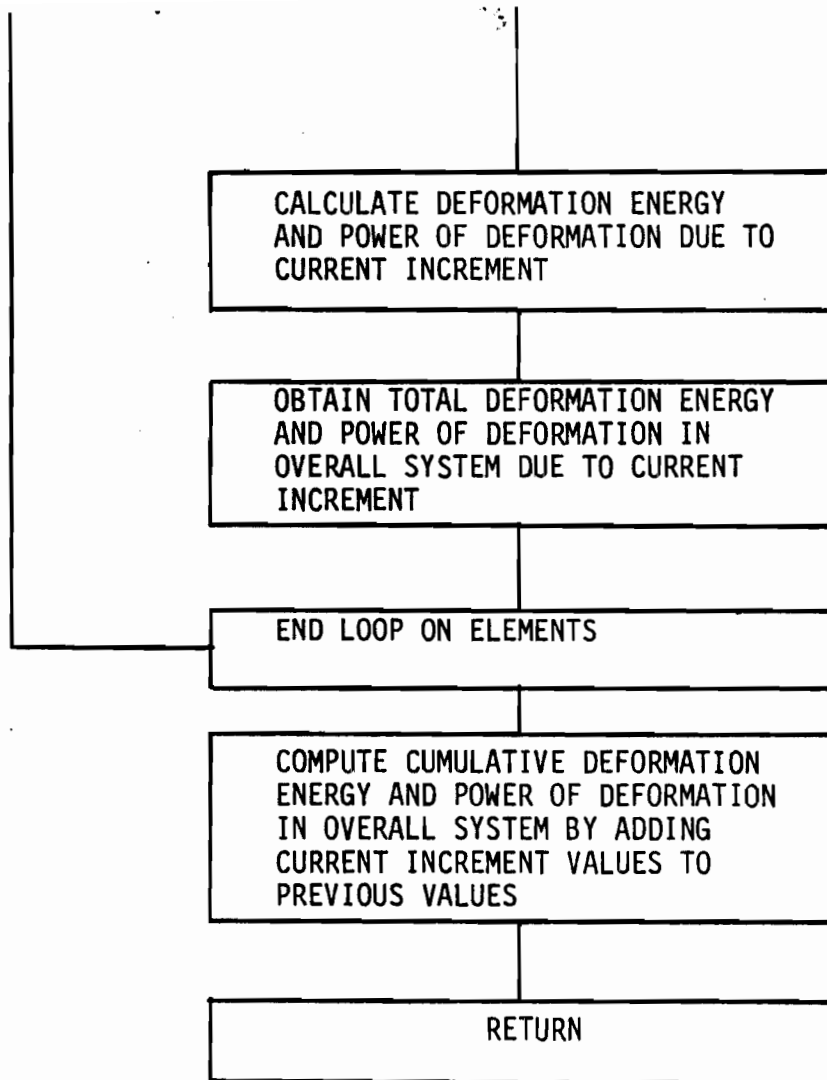 CALCULATE DEFORMATION ENERGY
AND POWER OF DEFORMATION DUE TO
CURRENT INCREMENT
OBTAIN TOTAL DEFORMATION ENERGY
AND POWER OF DEFORMATION IN
OVERALL SYSTEM DUE TO CURRENT
INCREMENT
END LOOP ON ELEMENTS
COMPUTE CUMULATIVE DEFORMATION
ENERGY AND POWER OF DEFORMATION
IN OVERALL SYSTEM BY ADDING
CURRENT INCREMENT VALUES TO
PREVIOUS VALUES
RETURN